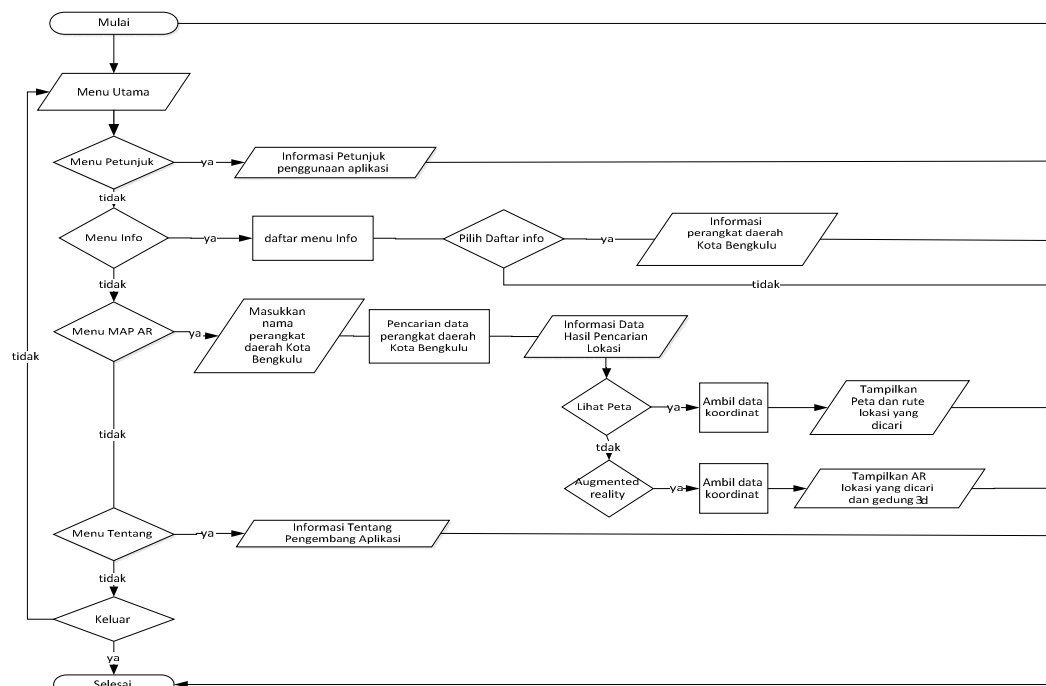 Mulai
Menu Utama
Menu Petunjuk
ya
Informasi Petunjuk
penggunaan aplikasi
tidak
Menu Info
ya
daftar menu Info
Pilih Daftar info
ya
Informasi
perangkat daerah
Kota Bengkulu
tidak
tidak
Menu MAP AR
ya
Masukkan
nama
perangkat
daerah Kota
Bengkulu
Pencarian data
perangkat daerah
Kota Bengkulu
Informasi Data
Hasil Pencarian
Lokasi
tidak
Lihat Peta
ya
Ambil data
koordinat
Tampilkan
Peta dan rute
lokasi yang
dicari
tidak
tdak
Augmented
reality
ya
Ambil data
koordinat
Tampilkan AR
lokasi yang dicari
dan gedung 3d
Menu Tentang
ya
Informasi Tentang
Pengembang Aplikasi
tidak
Keluar
ya
Selesai